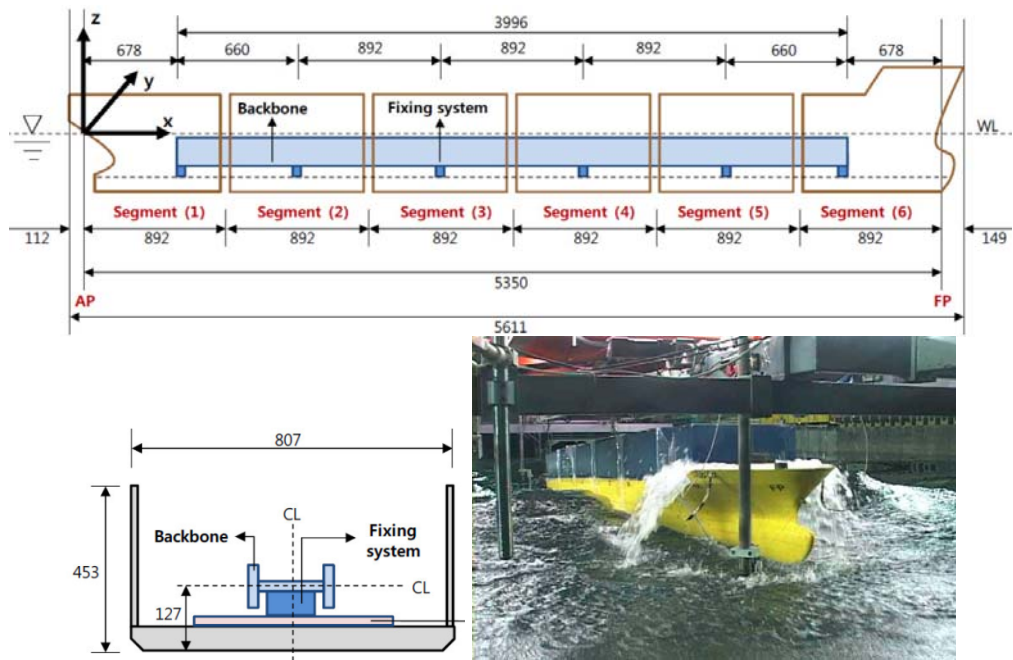 z
3996
678
660
892
892
892
660
678
y
x
Backbone
Fixing system
WL
Segment (1)
Segment (2)
Segment (3)
Segment (4)
Segment (5)
Segment (6)
112
892
892
892
892
892
892
149
5350
AP
FP
5611
807
CL
Backbone
Fixing
system
453
CL
127
FP